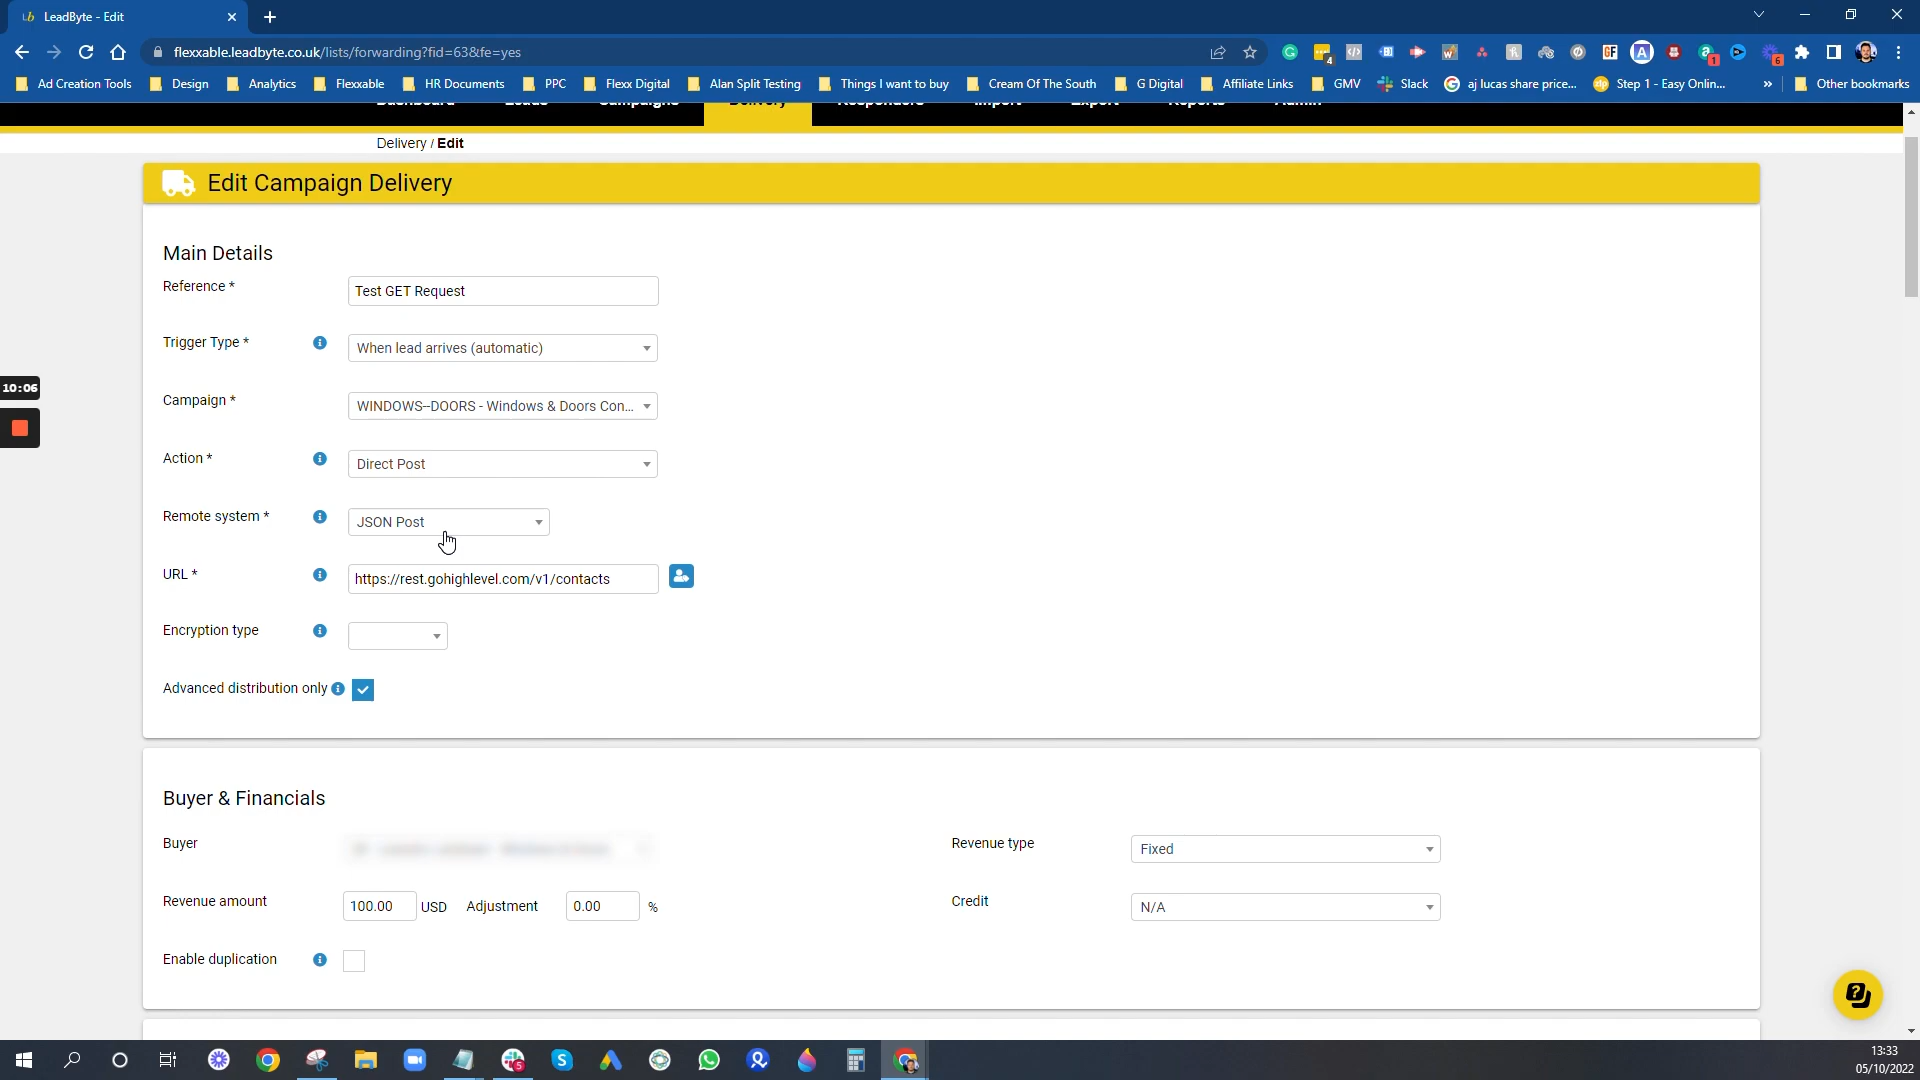 LeadByte - Edit
flexxable.leadbyte.co.uk/lists/forwarding?fid=63&fe=yes
Ad Creation Tools
Design
Analytics
Flexxable
HR Documents
PPC
Flexx Digital
Alan Split Testing
Things I want to buy
Cream Of The South
G Digital
Affiliate Links
GMV
Slack
aj lucas share price...
Step 1 - Easy Onlin...
Other bookmarks
Dashboard Leads Campaigns Delivery Responders Import Export Reports Admin
Delivery / Edit
Edit Campaign Delivery
Main Details
Reference *
Test GET Request
Trigger Type *
When lead arrives (automatic)
10:06
Campaign *
WINDOWS--DOORS - Windows & Doors Con...
Action *
Direct Post
Remote system *
JSON Post
URL *
https://rest.gohighlevel.com/v1/contacts
Encryption type
Advanced distribution only
Buyer & Financials
Buyer
Revenue type
Fixed
Revenue amount
100.00 USD
Adjustment
0.00 %
Credit
N/A
Enable duplication
13:33
05/10/2022